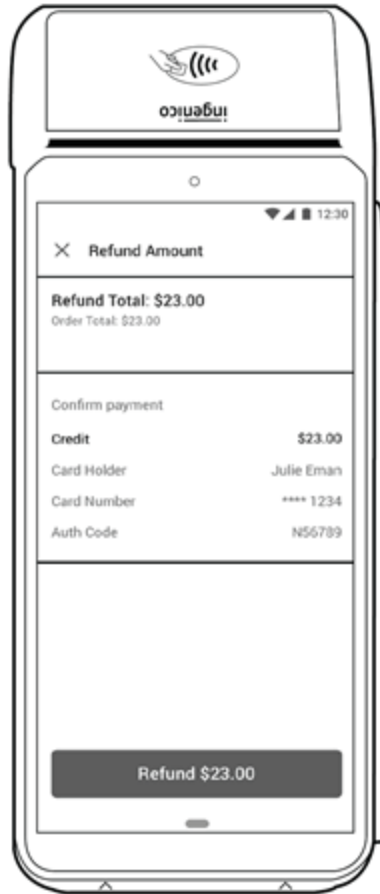 ingenico
12:30
Refund Amount
Refund Total: $23.00
Order Total: $23.00
Confirm payment
Credit $23.00
Card Holder Julie Eman
Card Number **** 1234
Auth Code N56789
Refund $23.00